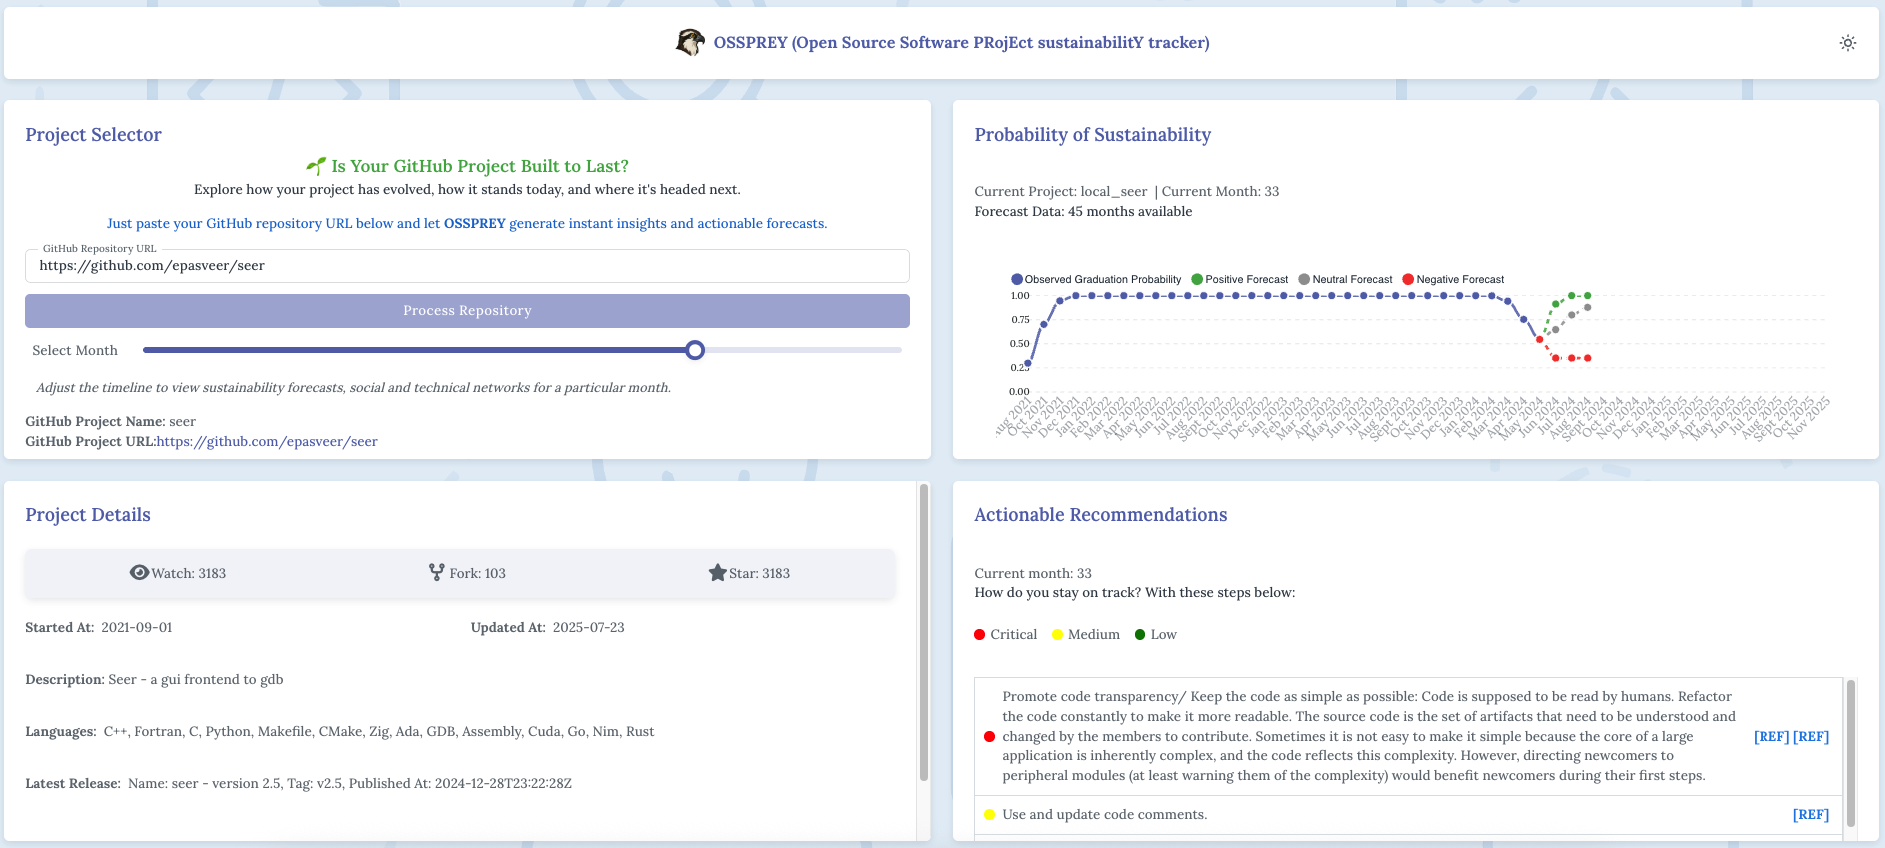 OSSPREY (Open Source Software PRojEct sustainabilitY tracker)
Project Selector
Is Your GitHub Project Built to Last?
Explore how your project has evolved, how it stands today, and where it's headed next.
Just paste your GitHub repository URL below and let OSSPREY generate instant insights and actionable forecasts.
GitHub Repository URL
https://github.com/epasveer/seer
Process Repository
Select Month
Adjust the timeline to view sustainability forecasts, social and technical networks for a particular month.
GitHub Project Name: seer
GitHub Project URL:https://github.com/epasveer/seer
Probability of Sustainability
Current Project: local_seer | Current Month: 33
Forecast Data: 45 months available
Observed Graduation Probability Positive Forecast Neutral Forecast Negative Forecast
1.00
0.75
0.50
0.25
0.00
Aug 2021 Oct 2021 Nov 2021 Dec 2021 Jan 2022 Feb 2022 Mar 2022 Apr 2022 May 2022 Jun 2022 Jul 2022 Aug 2022 Sept 2022 Oct 2022 Nov 2022 Dec 2022 Jan 2023 Feb 2023 Mar 2023 Apr 2023 May 2023 Jun 2023 Jul 2023 Aug 2023 Sept 2023 Oct 2023 Nov 2023 Dec 2023 Jan 2024 Feb 2024 Mar 2024 Apr 2024 May 2024 Jun 2024 Jul 2024 Aug 2024 Sept 2024 Oct 2024 Nov 2024 Dec 2024 Jan 2025 Feb 2025 Mar 2025 Apr 2025 May 2025 Jun 2025 Jul 2025 Aug 2025 Sept 2025 Oct 2025 Nov 2025
Project Details
Watch: 3183 Fork: 103 Star: 3183
Started At: 2021-09-01 Updated At: 2025-07-23
Description: Seer - a gui frontend to gdb
Languages: C++, Fortran, C, Python, Makefile, CMake, Zig, Ada, GDB, Assembly, Cuda, Go, Nim, Rust
Latest Release: Name: seer - version 2.5, Tag: v2.5, Published At: 2024-12-28T23:22:28Z
Actionable Recommendations
Current month: 33
How do you stay on track? With these steps below:
Critical Medium Low
Promote code transparency/ Keep the code as simple as possible: Code is supposed to be read by humans. Refactor
the code constantly to make it more readable. The source code is the set of artifacts that need to be understood and
changed by the members to contribute. Sometimes it is not easy to make it simple because the core of a large
application is inherently complex, and the code reflects this complexity. However, directing newcomers to
peripheral modules (at least warning them of the complexity) would benefit newcomers during their first steps.
[REF] [REF]
Use and update code comments.
[REF]